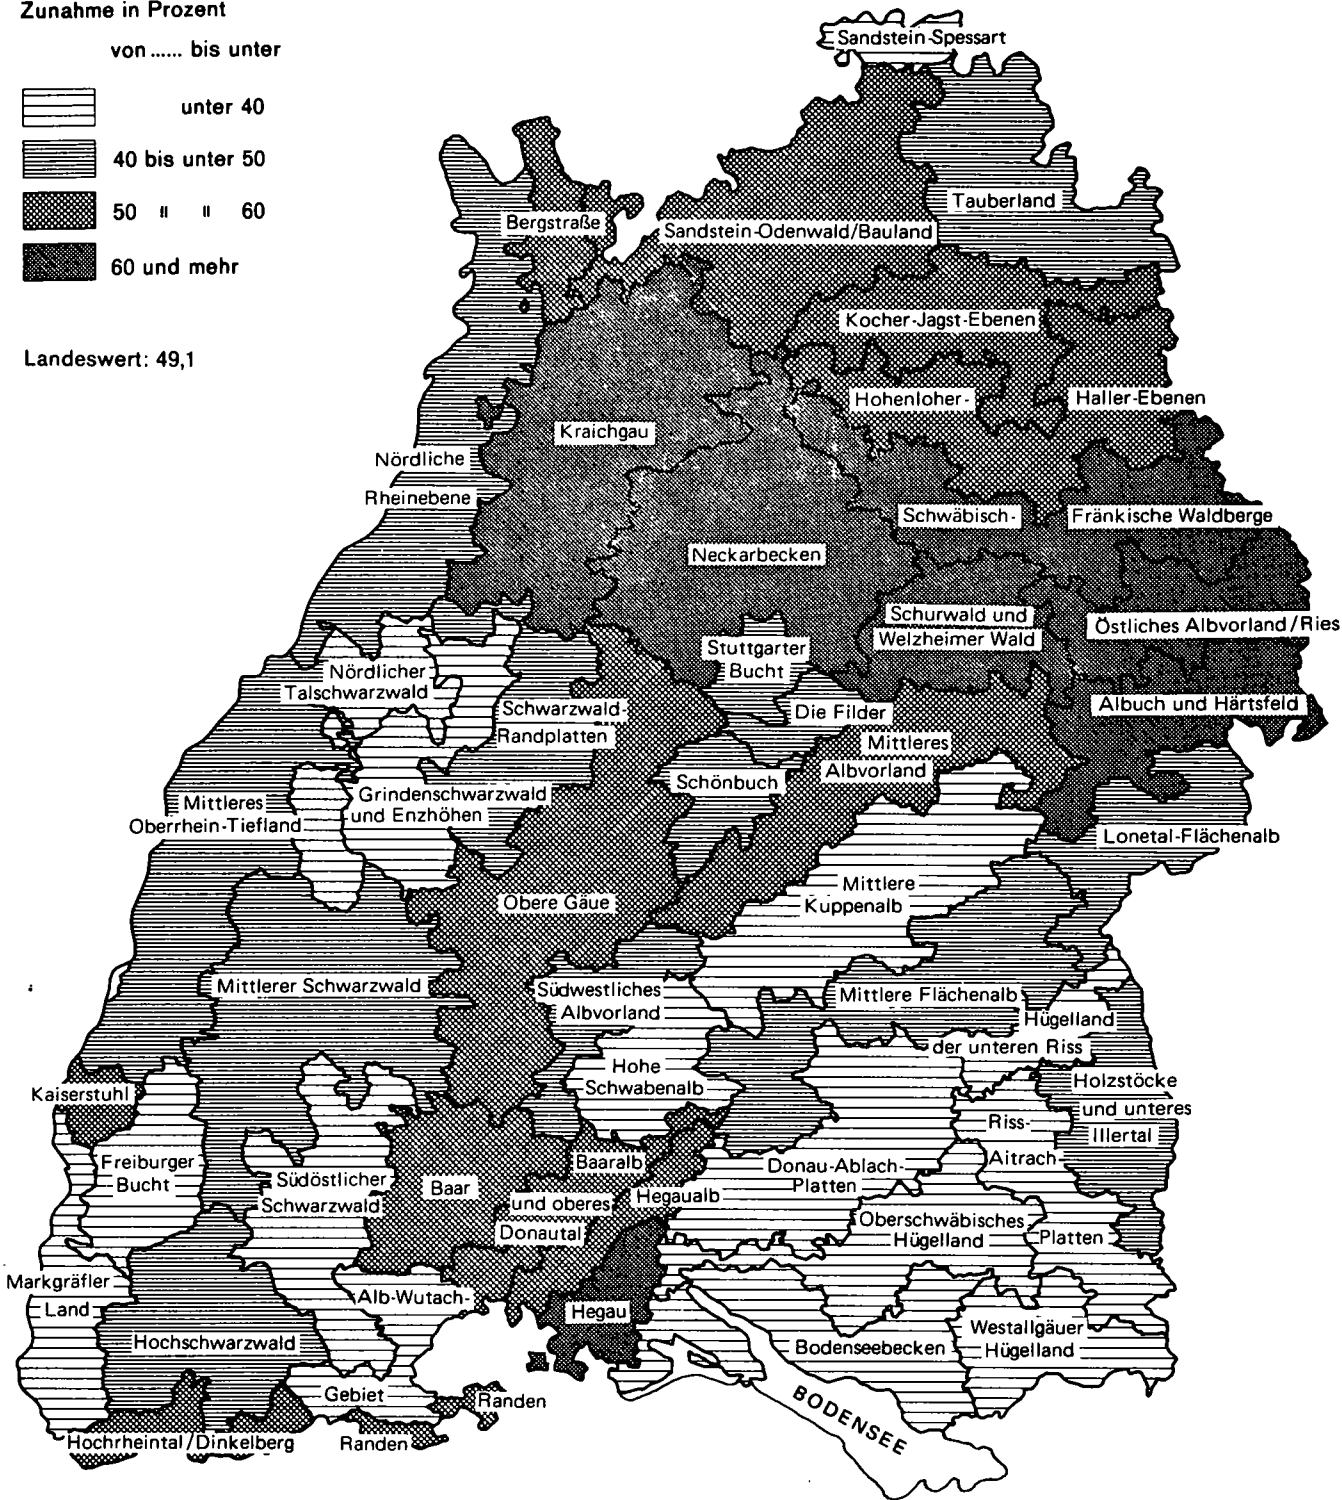 Zunahme in Prozent
von ...... bis unter
unter 40
40 bis unter 50
50 " " 60
60 und mehr
Landeswert: 49,1
Sandstein-Spessart
Tauberland
Bergstraße
Sandstein-Odenwald/Bauland
Kocher-Jagst-Ebenen
Hohenloher-
Haller-Ebenen
Kraichgau
Nördliche
Rheinebene
Schwäbisch-
Fränkische Waldberge
Neckarbecken
Schurwald und
Welzheimer Wald
Östliches Albvorland/Ries
Stuttgarter
Bucht
Nördlicher
Talschwarzwald
Albuch und Härtsfeld
Schwarzwald-
Randplatten
Die Filder
Mittleres
Albvorland
Schönbuch
Grindenschwarzwald
und Enzhöhen
Mittleres
Oberrhein-Tiefland
Lonetal-Flächenalb
Mittlere
Kuppenalb
Obere Gäue
Mittlerer Schwarzwald
Südwestliches
Albvorland
Mittlere Flächenalb
Hügelland
der unteren Riss
Hohe
Schwabenalb
Kaiserstuhl
Holzstöcke
und unteres
Illertal
Riss-
Aitrach-
Platten
Freiburger
Bucht
Südöstlicher
Schwarzwald
Baar
Baaralb
und oberes
Donautal
Hegaualb
Donau-Ablach-
Platten
Oberschwäbisches
Hügelland
Markgräfler
Land
Alb-Wutach-
Gebiet
Hegau
Hochschwarzwald
Bodenseebecken
Westallgäuer
Hügelland
Randen
Randen
Hochrheintal/Dinkelberg
BODENSEE